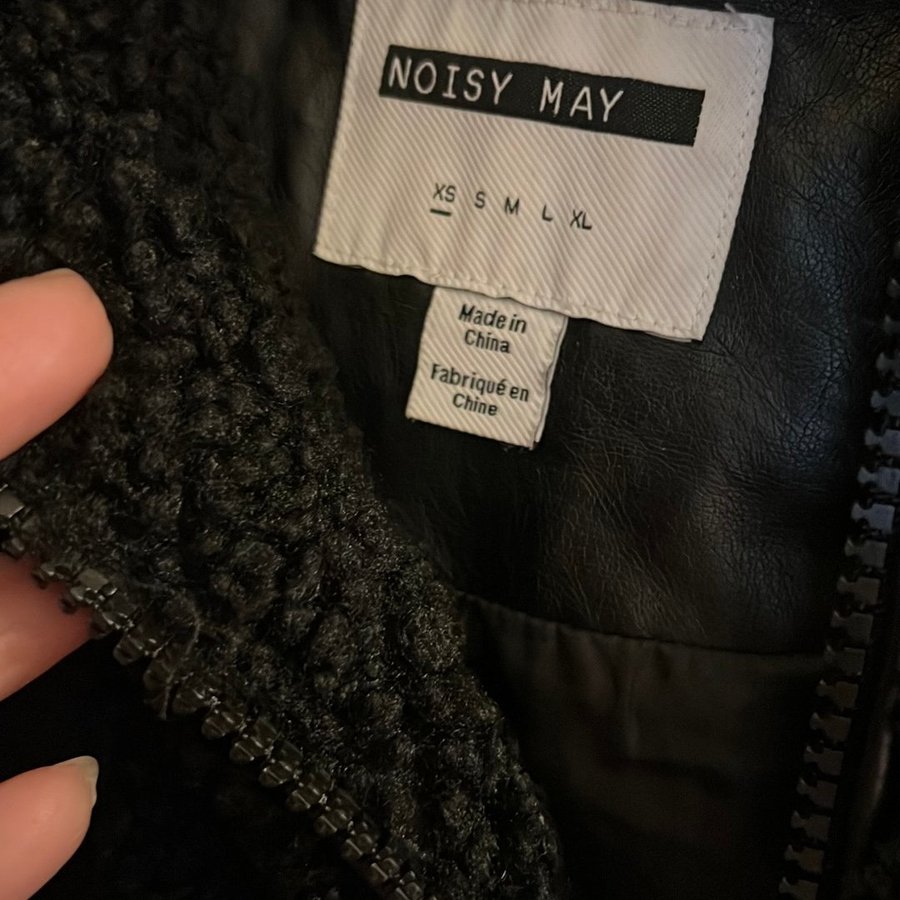 NOISY MAY
XS S M L XL
Made in
China
Fabriqué en
Chine